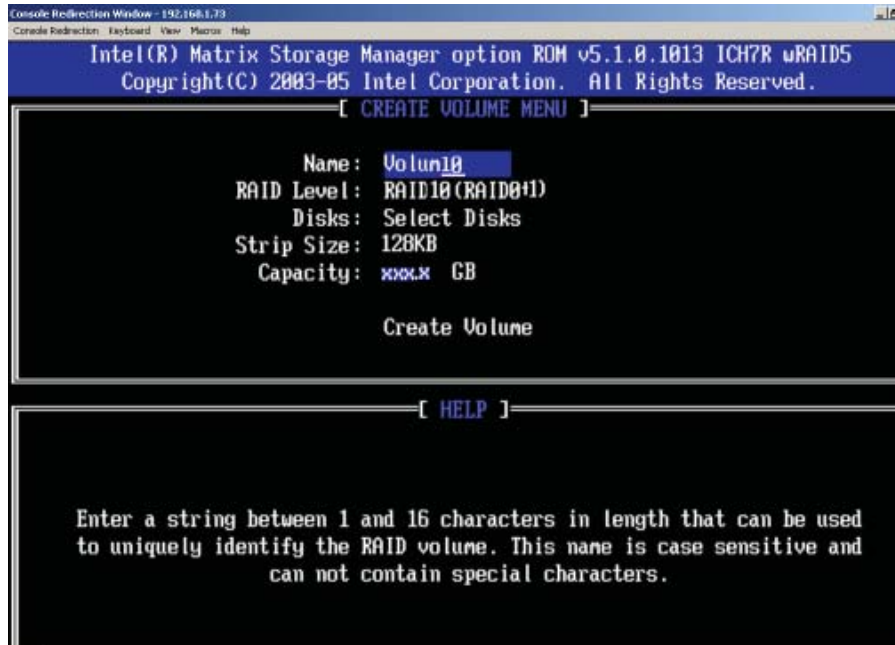 Console Redirection Window - 192.168.1.73
Console Redirection Keyboard View Macros Help
Intel(R) Matrix Storage Manager option ROM v5.1.0.1013 ICH7R wRAID5
Copyright(C) 2003-05 Intel Corporation. All Rights Reserved.
[ CREATE VOLUME MENU ]
Name: Volum10
RAID Level: RAID10(RAID0+1)
Disks: Select Disks
Strip Size: 128KB
Capacity: xxx.x GB
Create Volume
[ HELP ]
Enter a string between 1 and 16 characters in length that can be used
to uniquely identify the RAID volume. This name is case sensitive and
can not contain special characters.